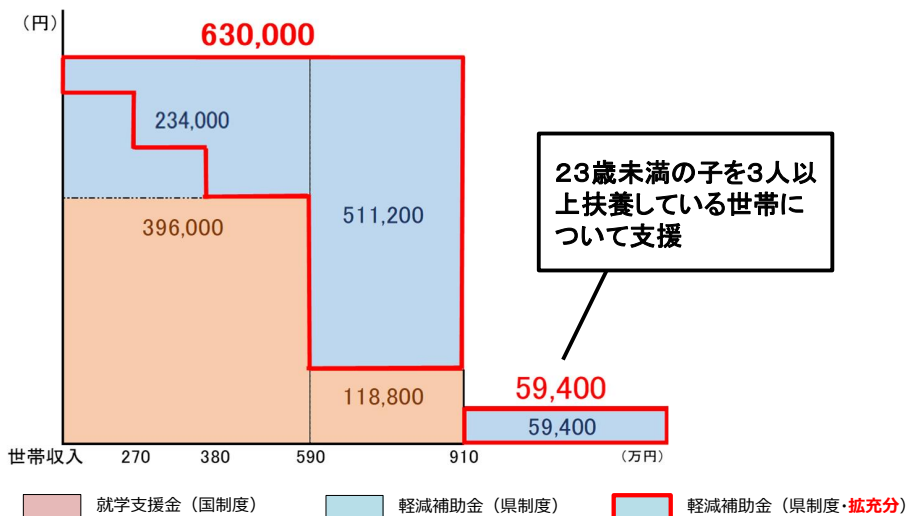 （円）
630,000
234,000
396,000
511,200
23歳未満の子を3人以
上扶養している世帯に
ついて支援
118,800
59,400
59,400
世帯収入 270 380 590 910 （万円）
就学支援金（国制度） 軽減補助金（県制度） 軽減補助金（県制度・拡充分）